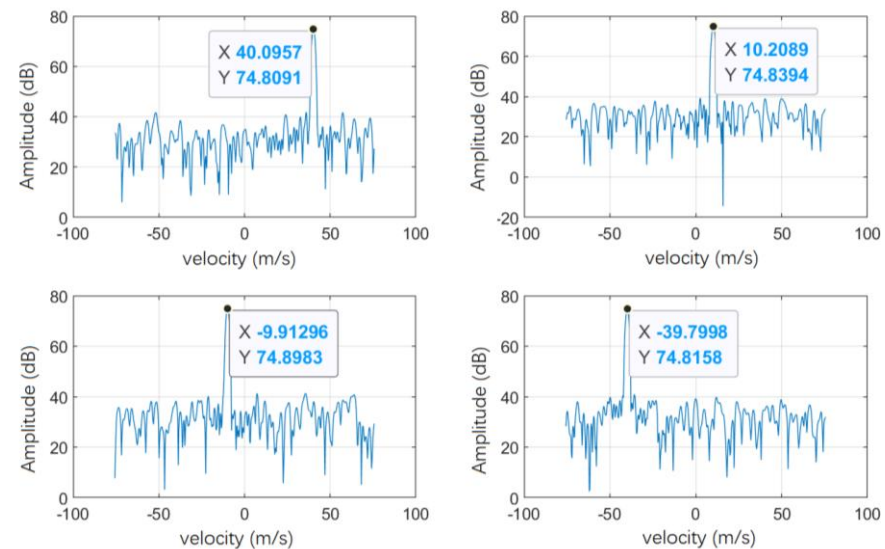 80
60
40
20
0
Amplitude (dB)
X 40.0957
Y 74.8091
-100
-50
0
50
100
velocity (m/s)
80
60
40
20
0
-20
Amplitude (dB)
X 10.2089
Y 74.8394
-100
-50
0
50
100
velocity (m/s)
80
60
40
20
0
Amplitude (dB)
X -9.91296
Y 74.8983
-100
-50
0
50
100
velocity (m/s)
80
60
40
20
0
Amplitude (dB)
X -39.7998
Y 74.8158
-100
-50
0
50
100
velocity (m/s)